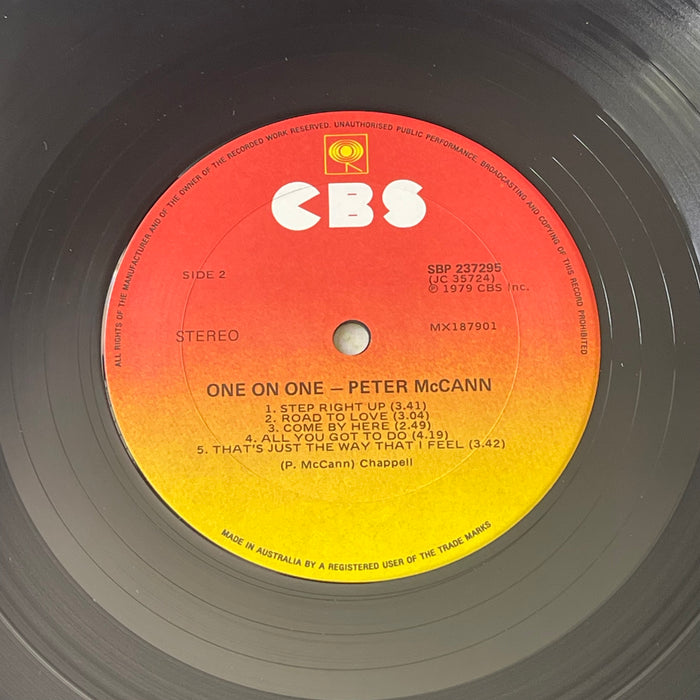 ALL RIGHTS OF THE MANUFACTURER AND OF THE OWNER OF THE RECORDED WORK RESERVED. UNAUTHORISED PUBLIC PERFORMANCE, BROADCASTING AND COPYING OF THIS RECORD PROHIBITED
CBS
SIDE 2
SBP 237295
(JC 35724)
℗ 1979 CBS Inc.
STEREO
MX187901
ONE ON ONE – PETER McCANN
1. STEP RIGHT UP (3.41)
2. ROAD TO LOVE (3.04)
3. COME BY HERE (2.49)
4. ALL YOU GOT TO DO (4.19)
5. THAT'S JUST THE WAY THAT I FEEL (3.42)
(P. McCann) Chappell
MADE IN AUSTRALIA BY A REGISTERED USER OF THE TRADE MARKS